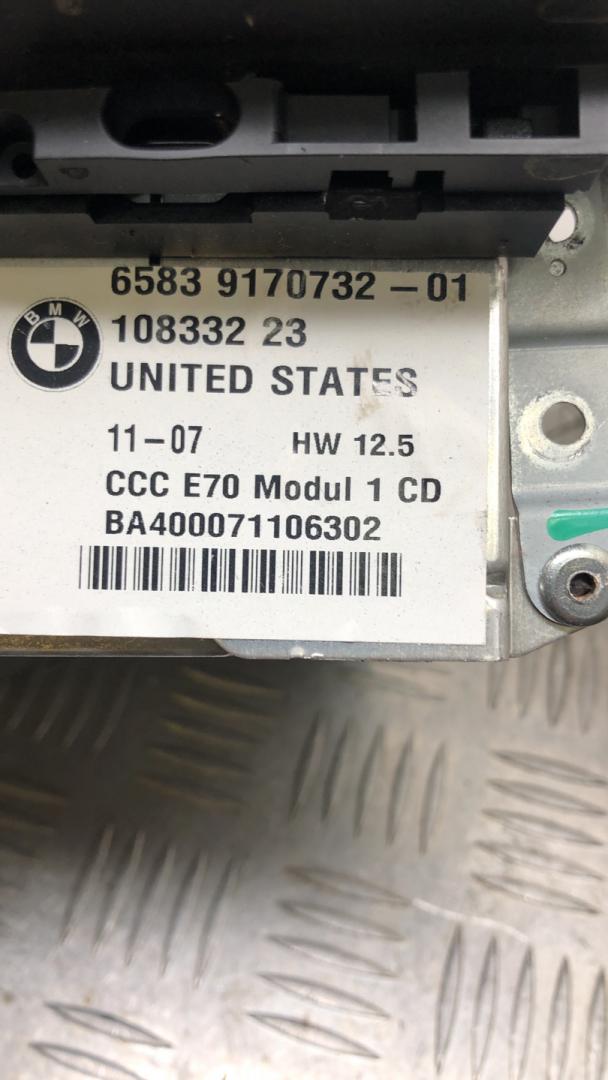 6583 9170732 – 01
BMW
108332 23
UNITED STATES
11–07 HW 12.5
CCC E70 Modul 1 CD
BA400071106302